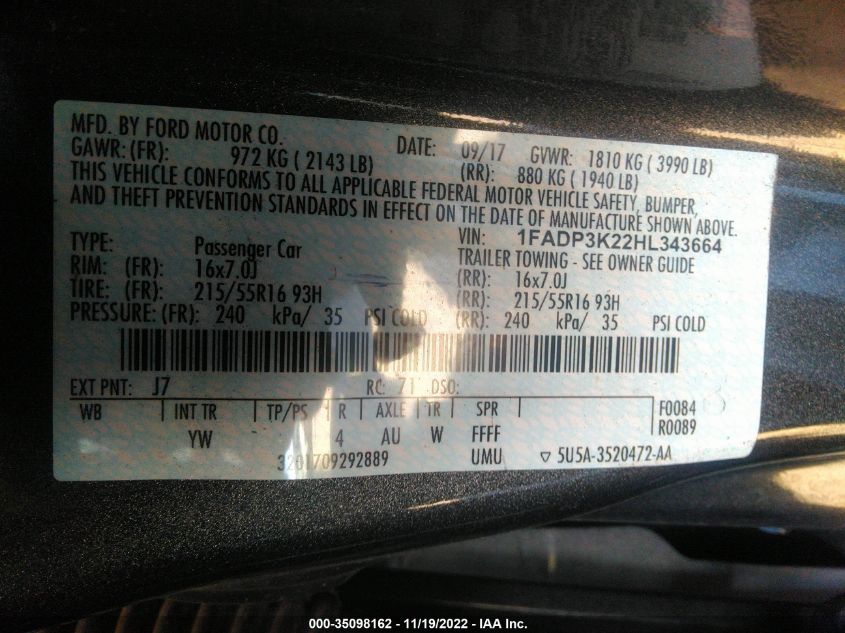 MFD. BY FORD MOTOR CO. DATE: 09/17 GVWR: 1810 KG ( 3990 LB)
GAWR: (FR): 972 KG ( 2143 LB) (RR): 880 KG ( 1940 LB)
THIS VEHICLE CONFORMS TO ALL APPLICABLE FEDERAL MOTOR VEHICLE SAFETY, BUMPER,
AND THEFT PREVENTION STANDARDS IN EFFECT ON THE DATE OF MANUFACTURE SHOWN ABOVE.
VIN: 1FADP3K22HL343664
TYPE: Passenger Car TRAILER TOWING - SEE OWNER GUIDE
RIM: (FR): 16x7.0J (RR): 16x7.0J
TIRE: (FR): 215/55R16 93H (RR): 215/55R16 93H
PRESSURE: (FR): 240 kPa/ 35 PSI COLD (RR): 240 kPa/ 35 PSI COLD
EXT PNT: J7 RC: 71 DSO:
WB INT TR TP/PS R AXLE TR SPR F0084
YW 4 AU W FFFF R0089
3201709292889 UMU ▽ 5U5A-3520472-AA
000-35098162 - 11/19/2022 - IAA Inc.